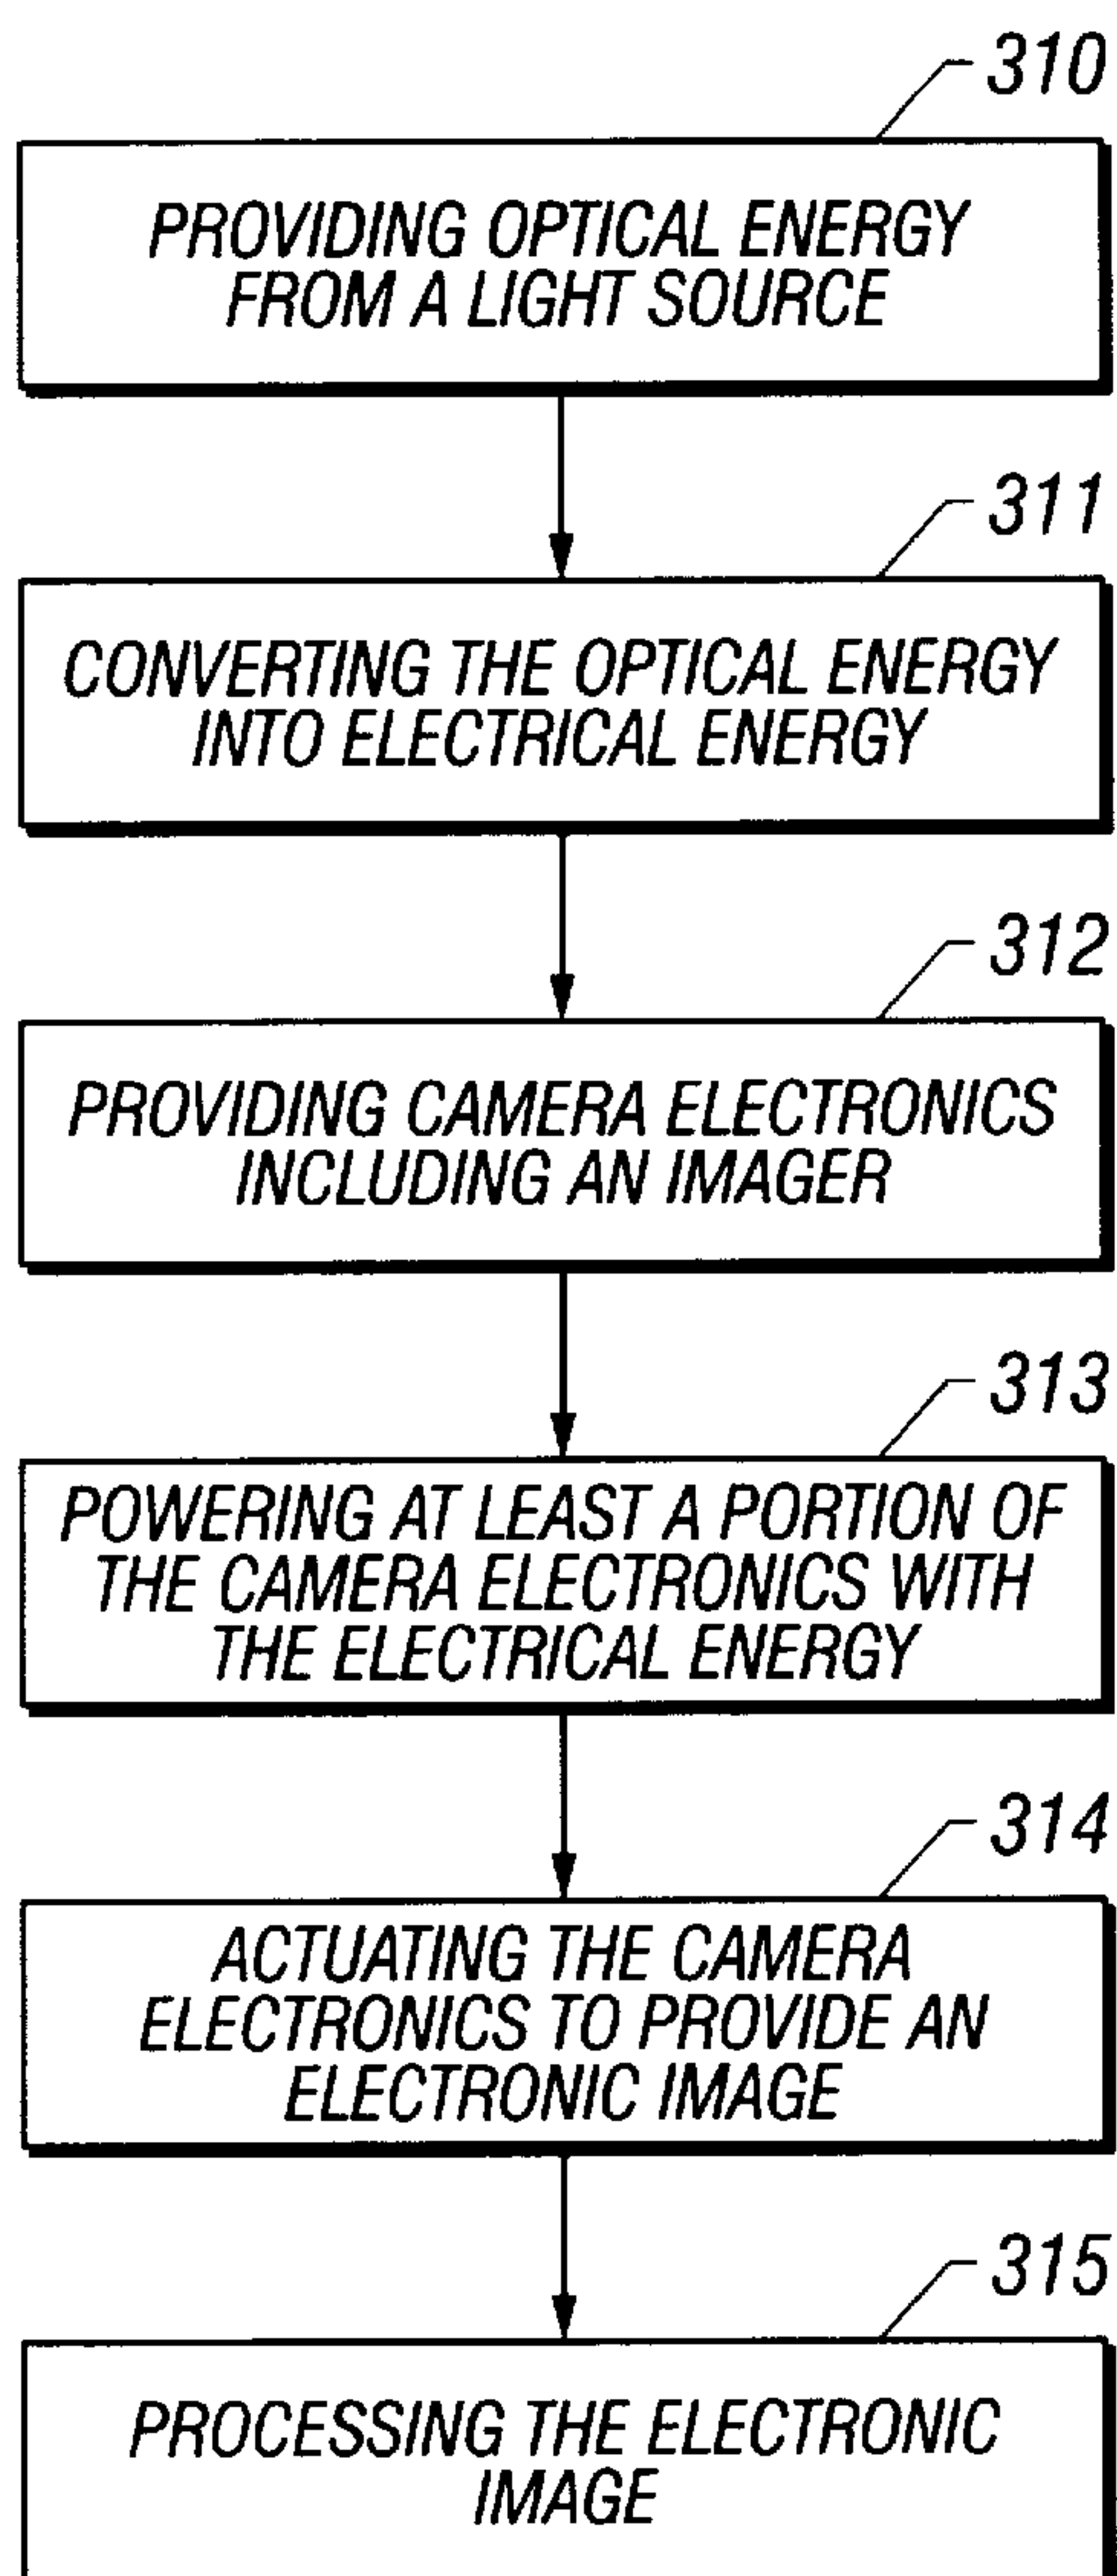 310
PROVIDING OPTICAL ENERGY
FROM A LIGHT SOURCE
311
CONVERTING THE OPTICAL ENERGY
INTO ELECTRICAL ENERGY
312
PROVIDING CAMERA ELECTRONICS
INCLUDING AN IMAGER
313
POWERING AT LEAST A PORTION OF
THE CAMERA ELECTRONICS WITH
THE ELECTRICAL ENERGY
314
ACTUATING THE CAMERA
ELECTRONICS TO PROVIDE AN
ELECTRONIC IMAGE
315
PROCESSING THE ELECTRONIC
IMAGE